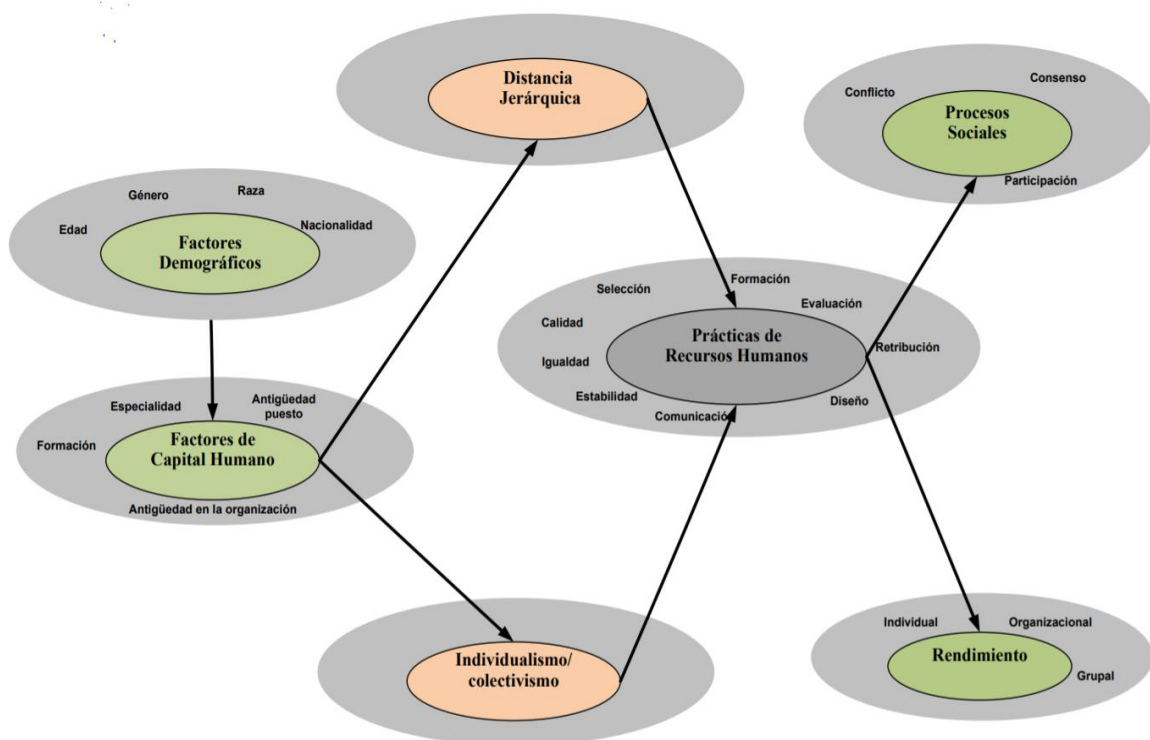 Distancia
Jerárquica
Conflicto
Consenso
Procesos
Sociales
Participación
Género
Raza
Edad
Nacionalidad
Factores
Demográficos
Selección
Formación
Evaluación
Calidad
Prácticas de
Recursos Humanos
Retribución
Igualdad
Estabilidad
Comunicació
Diseño
Especialidad
Antigüedad
puesto
Formación
Factores de
Capital Humano
Antigüedad en la organización
Individualismo/
colectivismo
Individual
Organizacional
Rendimiento
Grupal